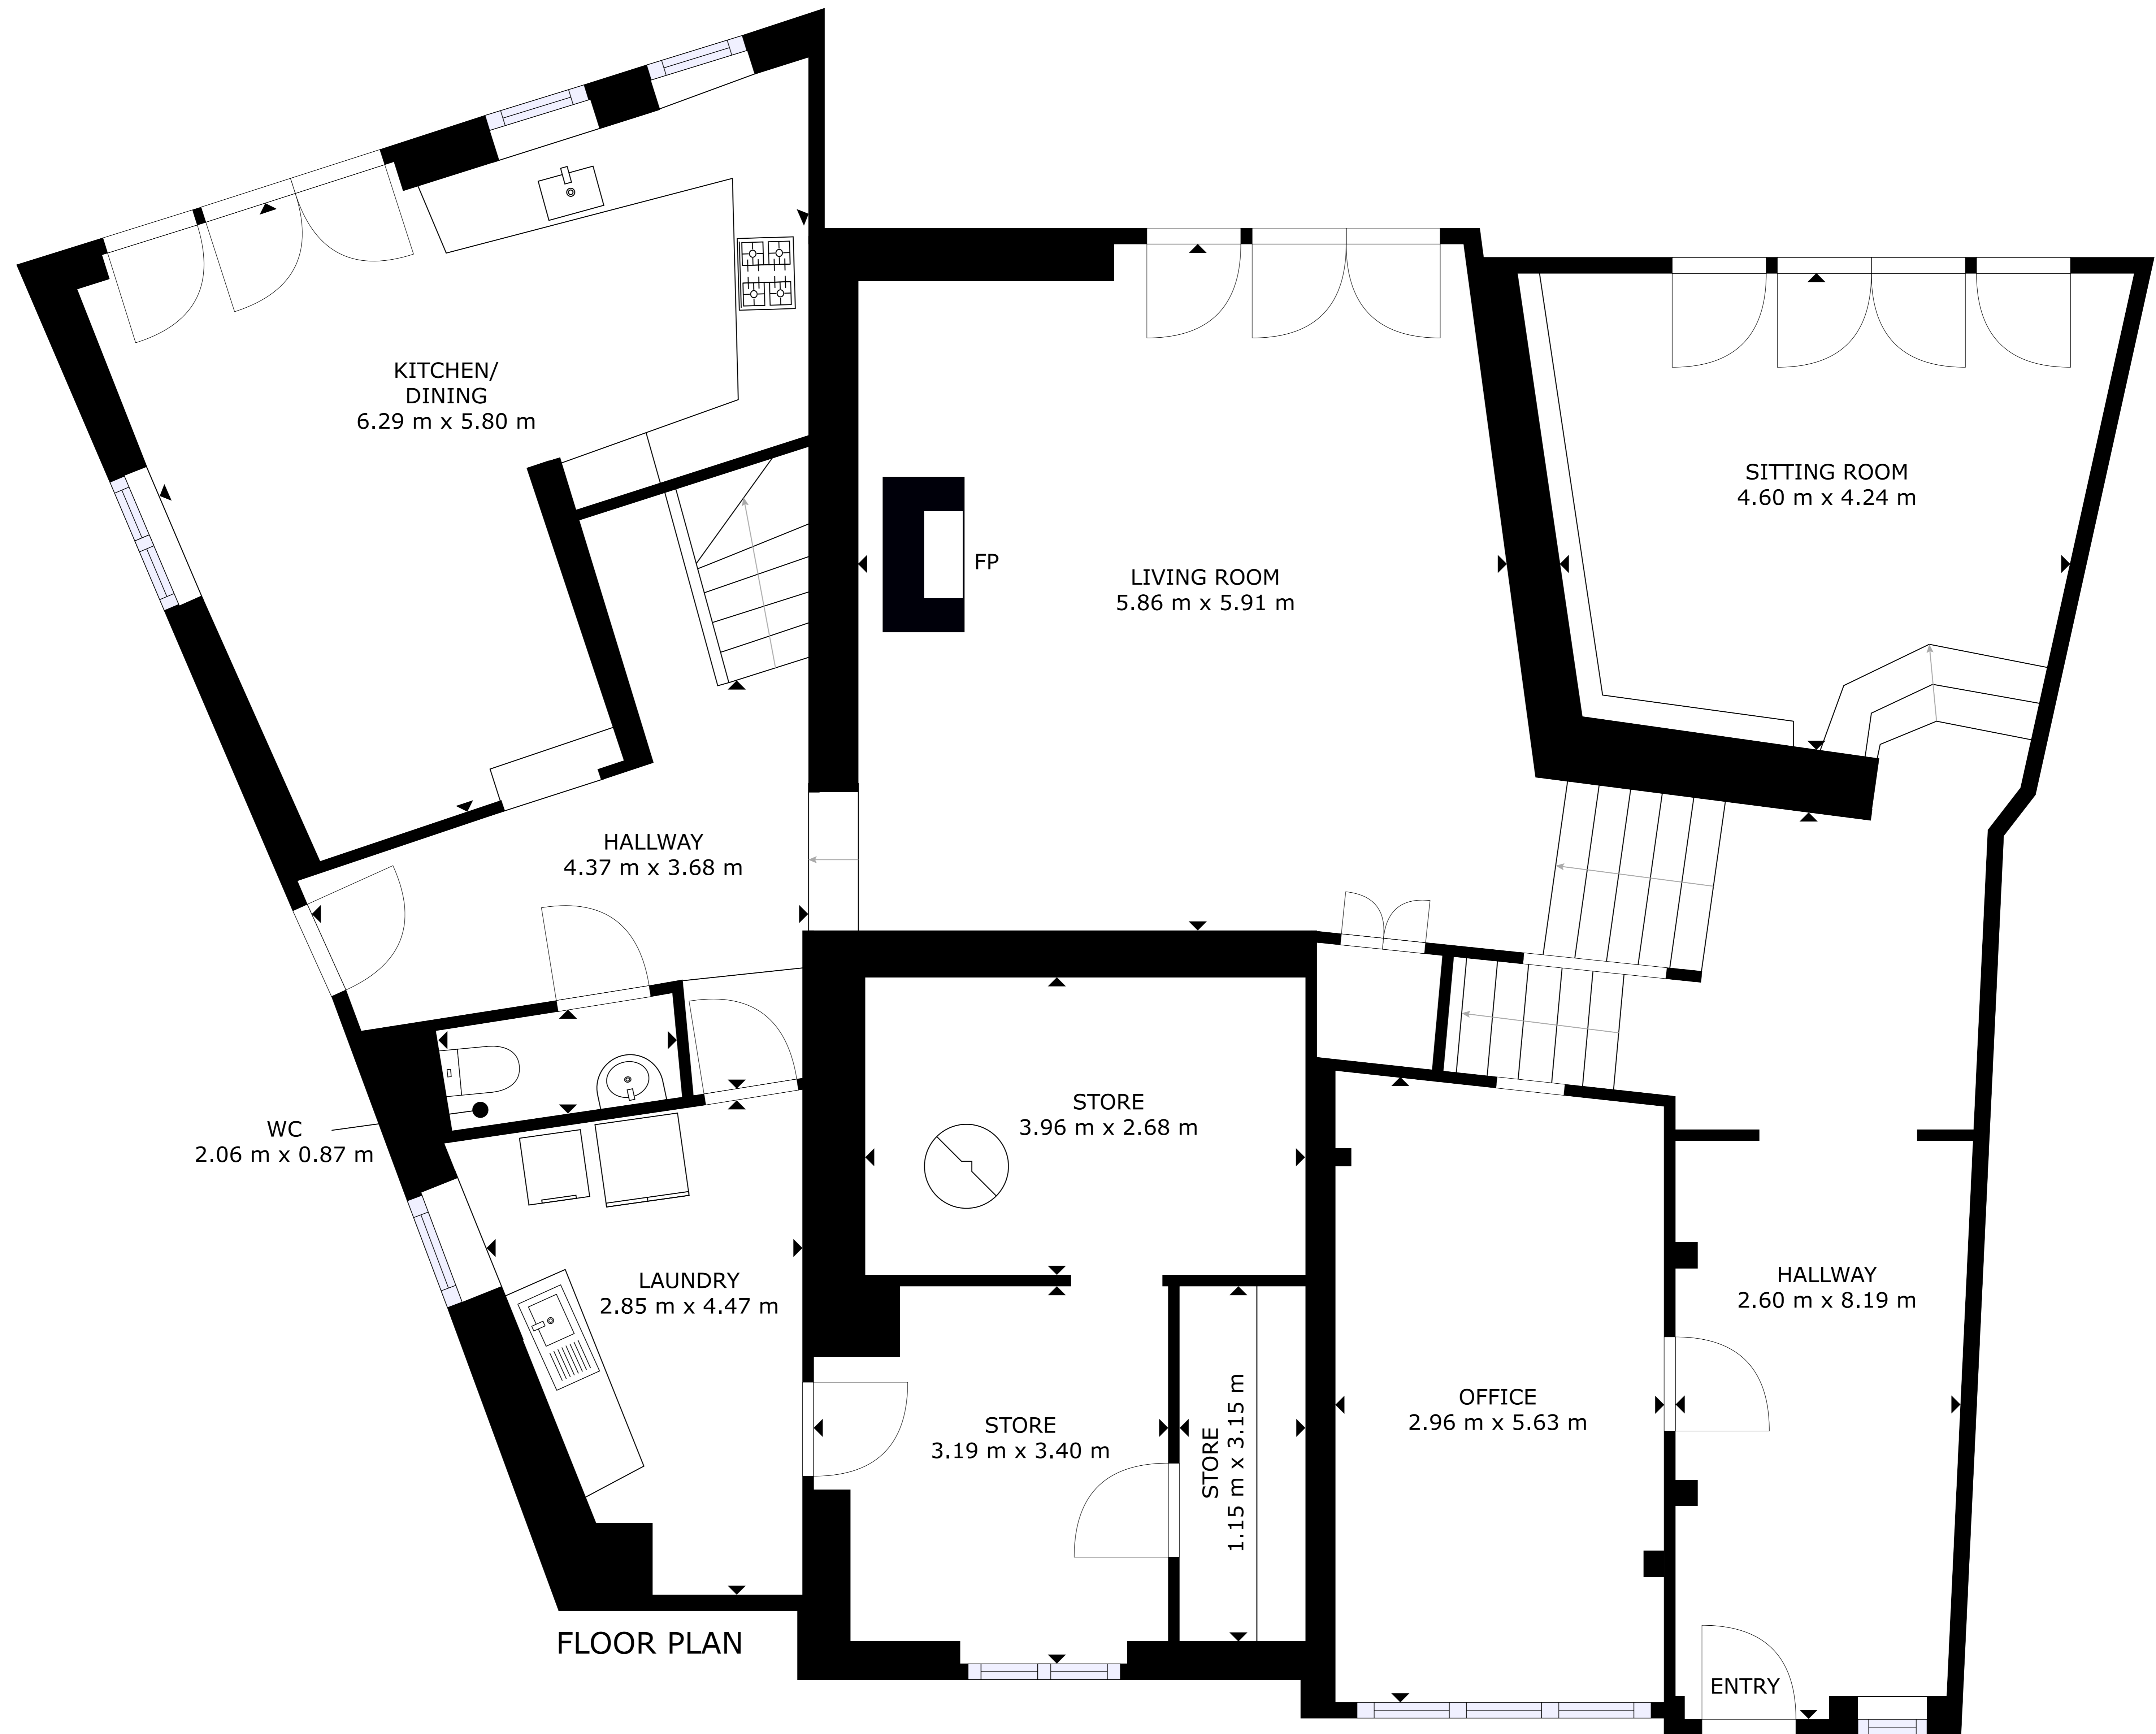 KITCHEN/
DINING
6.29 m x 5.80 m
SITTING ROOM
4.60 m x 4.24 m
FP
LIVING ROOM
5.86 m x 5.91 m
HALLWAY
4.37 m x 3.68 m
WC
2.06 m x 0.87 m
STORE
3.96 m x 2.68 m
LAUNDRY
2.85 m x 4.47 m
HALLWAY
2.60 m x 8.19 m
STORE
3.19 m x 3.40 m
STORE
1.15 m x 3.15 m
OFFICE
2.96 m x 5.63 m
FLOOR PLAN
ENTRY